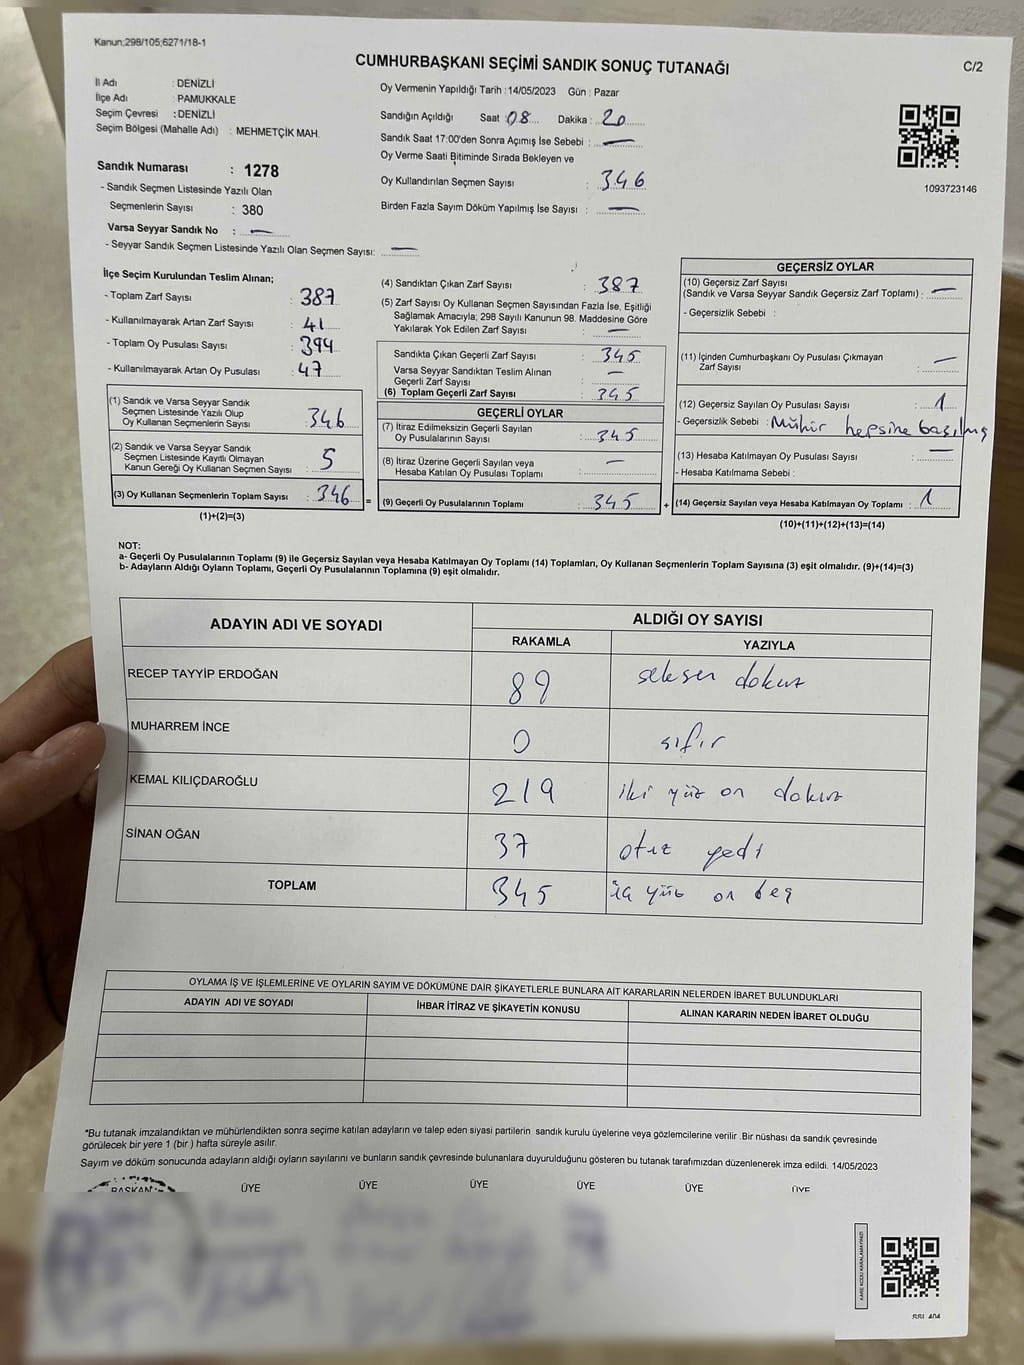 Kanun;298/105;6271/18-1
CUMHURBAŞKANI SEÇİMİ SANDIK SONUÇ TUTANAĞI
C/2
İl Adı : DENİZLİ
İlçe Adı : PAMUKKALE
Seçim Çevresi : DENİZLİ
Seçim Bölgesi (Mahalle Adı) : MEHMETÇİK MAH.
Sandık Numarası : 1278
- Sandık Seçmen Listesinde Yazılı Olan
Seçmenlerin Sayısı : 380
Varsa Seyyar Sandık No : —
- Seyyar Sandık Seçmen Listesinde Yazılı Olan Seçmen Sayısı: —
Oy Vermenin Yapıldığı Tarih :14/05/2023 Gün : Pazar
Sandığın Açıldığı Saat :08 Dakika : 20
Sandık Saat 17:00'den Sonra Açımış İse Sebebi : —
Oy Verme Saati Bitiminde Sırada Bekleyen ve
Oy Kullandırılan Seçmen Sayısı : 346
Birden Fazla Sayım Döküm Yapılmış İse Sayısı : —
1093723146
İlçe Seçim Kurulundan Teslim Alınan;
- Toplam Zarf Sayısı : 387
- Kullanılmayarak Artan Zarf Sayısı : 41
- Toplam Oy Pusulası Sayısı : 394
- Kullanılmayarak Artan Oy Pusulası : 47
(1) Sandık ve Varsa Seyyar Sandık
Seçmen Listesinde Yazılı Olup
Oy Kullanan Seçmenlerin Sayısı : 346
(2) Sandık ve Varsa Seyyar Sandık
Seçmen Listesinde Kayıtlı Olmayan
Kanun Gereği Oy Kullanan Seçmen Sayısı : 5
(3) Oy Kullanan Seçmenlerin Toplam Sayısı : 346 =
(1)+(2)=(3)
(4) Sandıktan Çıkan Zarf Sayısı : 387
(5) Zarf Sayısı Oy Kullanan Seçmen Sayısından Fazla İse, Eşitliği
Sağlamak Amacıyla; 298 Sayılı Kanunun 98. Maddesine Göre
Yakılarak Yok Edilen Zarf Sayısı : —
Sandıkta Çıkan Geçerli Zarf Sayısı : 345
Varsa Seyyar Sandıktan Teslim Alınan
Geçerli Zarf Sayısı : —
(6) Toplam Geçerli Zarf Sayısı : 345
GEÇERLİ OYLAR
(7) İtiraz Edilmeksizin Geçerli Sayılan
Oy Pusulalarının Sayısı : 345
(8) İtiraz Üzerine Geçerli Sayılan veya
Hesaba Katılan Oy Pusulası Toplamı : —
(9) Geçerli Oy Pusulalarının Toplamı : 345 +
GEÇERSİZ OYLAR
(10) Geçersiz Zarf Sayısı
(Sandık ve Varsa Seyyar Sandık Geçersiz Zarf Toplamı) : —
- Geçersizlik Sebebi :
(11) İçinden Cumhurbaşkanı Oy Pusulası Çıkmayan
Zarf Sayısı : —
(12) Geçersiz Sayılan Oy Pusulası Sayısı : 1
- Geçersizlik Sebebi : Mühür hepsine basılmış
(13) Hesaba Katılmayan Oy Pusulası Sayısı : —
- Hesaba Katılmama Sebebi :
(14) Geçersiz Sayılan veya Hesaba Katılmayan Oy Toplamı : 1
(10)+(11)+(12)+(13)=(14)
NOT:
a- Geçerli Oy Pusulalarının Toplamı (9) ile Geçersiz Sayılan veya Hesaba Katılmayan Oy Toplamı (14) Toplamları, Oy Kullanan Seçmenlerin Toplam Sayısına (3) eşit olmalıdır. (9)+(14)=(3)
b- Adayların Aldığı Oyların Toplamı, Geçerli Oy Pusulalarının Toplamına (9) eşit olmalıdır.
ADAYIN ADI VE SOYADI
ALDIĞI OY SAYISI
RAKAMLA YAZIYLA
RECEP TAYYİP ERDOĞAN 89 seksen dokuz
MUHARREM İNCE 0 sıfır
KEMAL KILIÇDAROĞLU 219 iki yüz on dokuz
SİNAN OĞAN 37 otuz yedi
TOPLAM 345 üç yüz on beş
OYLAMA İŞ VE İŞLEMLERİNE VE OYLARIN SAYIM VE DÖKÜMÜNE DAİR ŞİKAYETLERLE BUNLARA AİT KARARLARIN NELERDEN İBARET BULUNDUKLARI
ADAYIN ADI VE SOYADI İHBAR İTİRAZ VE ŞİKAYETİN KONUSU ALINAN KARARIN NEDEN İBARET OLDUĞU
*Bu tutanak imzalandıktan ve mühürlendikten sonra seçime katılan adayların ve talep eden siyasi partilerin sandık kurulu üyelerine veya gözlemcilerine verilir .Bir nüshası da sandık çevresinde
görülecek bir yere 1 (bir ) hafta süreyle asılır.
Sayım ve döküm sonucunda adayların aldığı oyların sayılarını ve bunların sandık çevresinde bulunanlara duyurulduğunu gösteren bu tutanak tarafımızdan düzenlenerek imza edildi. 14/05/2023
BAŞKAN ÜYE ÜYE ÜYE ÜYE ÜYE ÜYE
KARE KODU KARALAMAYINIZ!